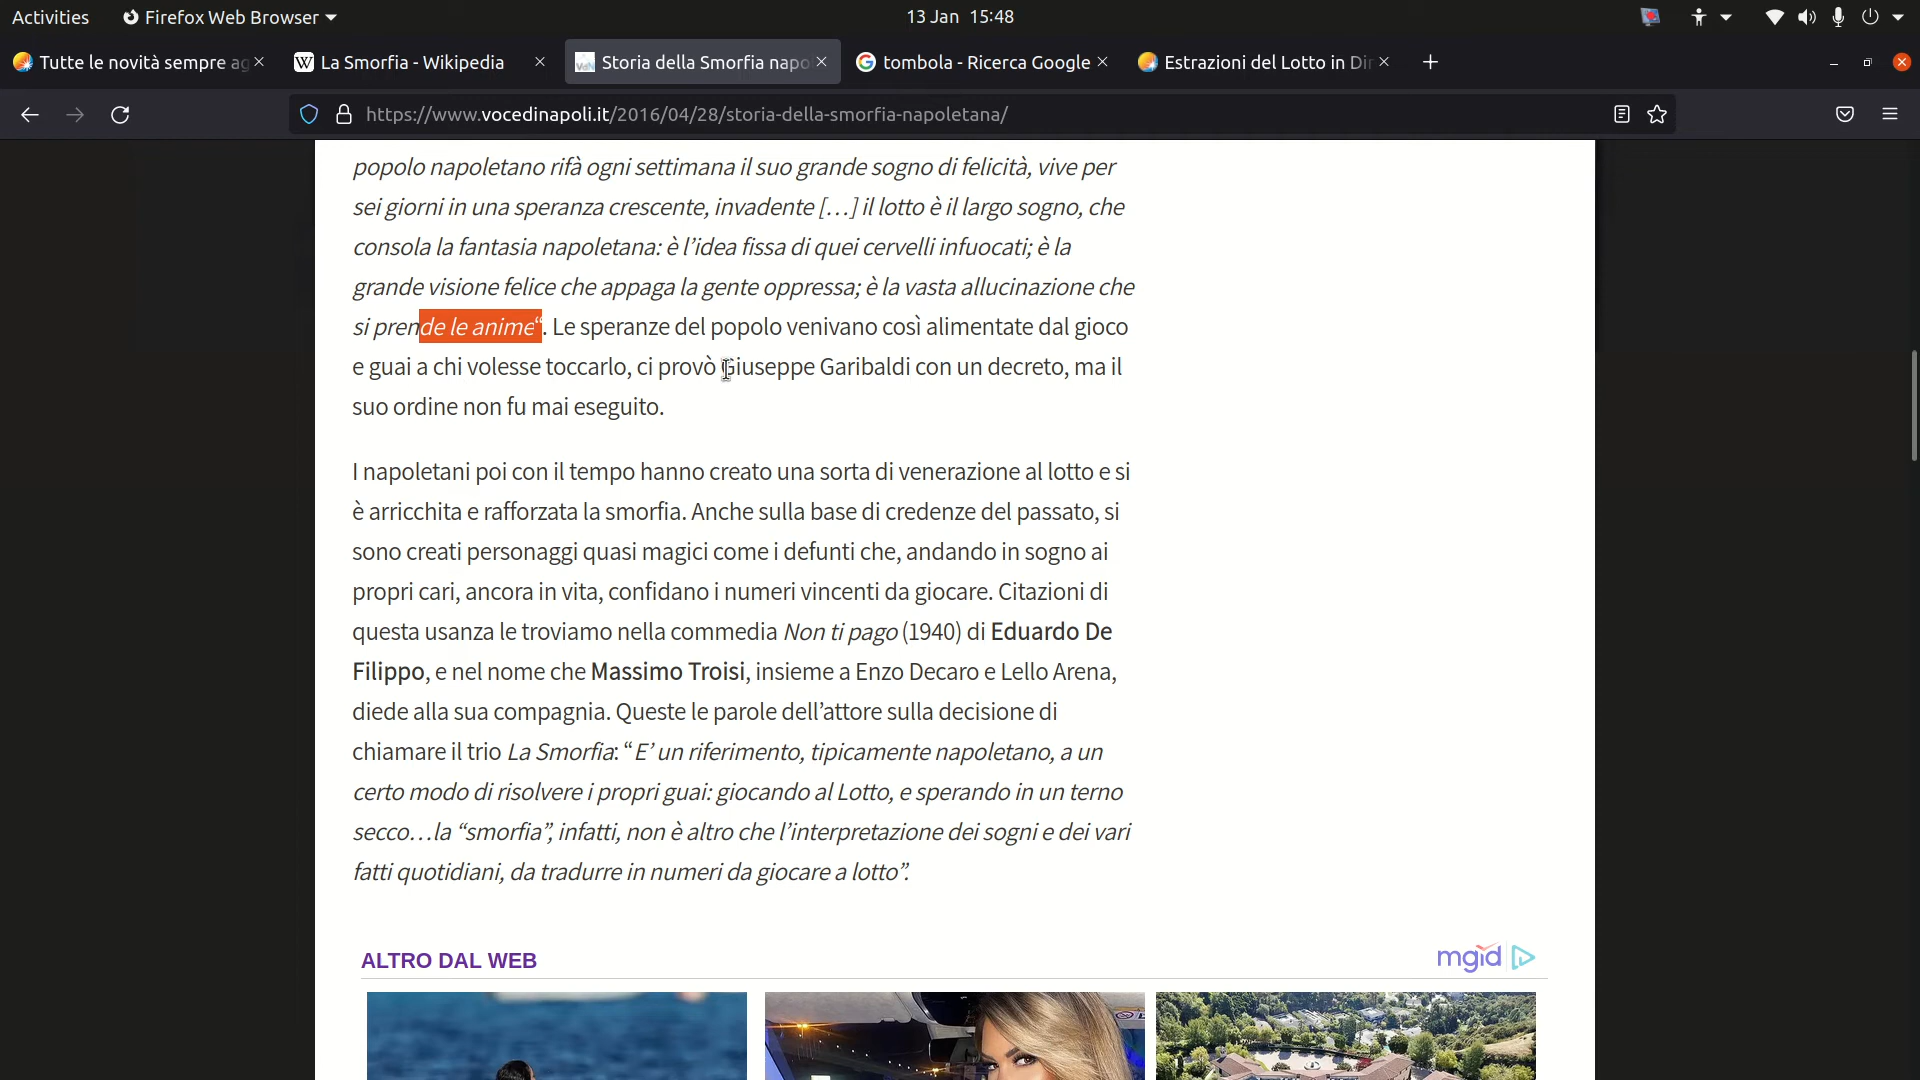 Activities
Firefox Web Browser
13 Jan 15:48
Tutte le novità sempre ag
La Smorfia - Wikipedia
Storia della Smorfia napo
tombola - Ricerca Google
Estrazioni del Lotto in Dir
https://www.vocedinapoli.it/2016/04/28/storia-della-smorfia-napoletana/
popolo napoletano rifà ogni settimana il suo grande sogno di felicità, vive per
sei giorni in una speranza crescente, invadente […] il lotto è il largo sogno, che
consola la fantasia napoletana: è l’idea fissa di quei cervelli infuocati; è la
grande visione felice che appaga la gente oppressa; è la vasta allucinazione che
si prende le anime“. Le speranze del popolo venivano così alimentate dal gioco
e guai a chi volesse toccarlo, ci provò Giuseppe Garibaldi con un decreto, ma il
suo ordine non fu mai eseguito.
I napoletani poi con il tempo hanno creato una sorta di venerazione al lotto e si
è arricchita e rafforzata la smorfia. Anche sulla base di credenze del passato, si
sono creati personaggi quasi magici come i defunti che, andando in sogno ai
propri cari, ancora in vita, confidano i numeri vincenti da giocare. Citazioni di
questa usanza le troviamo nella commedia Non ti pago (1940) di Eduardo De
Filippo, e nel nome che Massimo Troisi, insieme a Enzo Decaro e Lello Arena,
diede alla sua compagnia. Queste le parole dell’attore sulla decisione di
chiamare il trio La Smorfia: “E’ un riferimento, tipicamente napoletano, a un
certo modo di risolvere i propri guai: giocando al Lotto, e sperando in un terno
secco…la “smorfia”, infatti, non è altro che l’interpretazione dei sogni e dei vari
fatti quotidiani, da tradurre in numeri da giocare a lotto”.
ALTRO DAL WEB
mgid